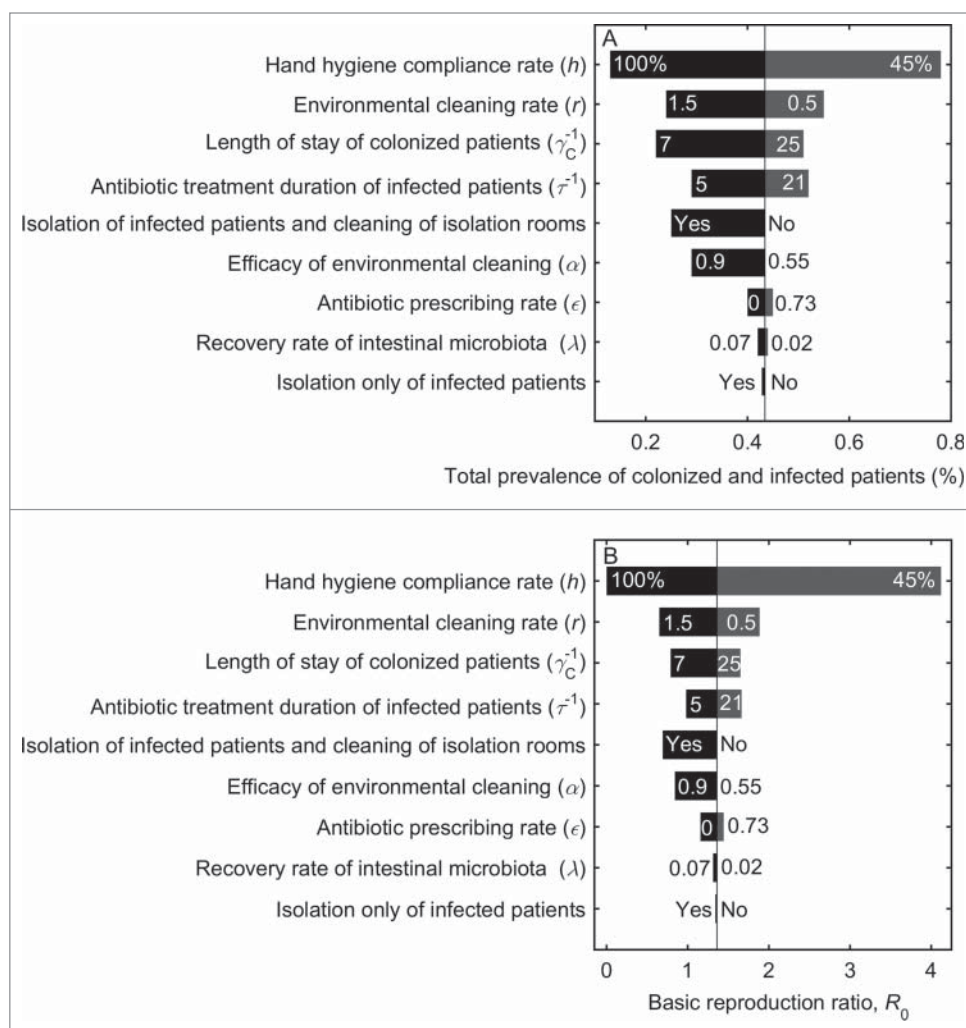 A
Hand hygiene compliance rate (h) 100% 45%
Environmental cleaning rate (r) 1.5 0.5
Length of stay of colonized patients (γ_C^-1) 7 25
Antibiotic treatment duration of infected patients (τ^-1) 5 21
Isolation of infected patients and cleaning of isolation rooms Yes No
Efficacy of environmental cleaning (α) 0.9 0.55
Antibiotic prescribing rate (ϵ) 0 0.73
Recovery rate of intestinal microbiota (λ) 0.07 0.02
Isolation only of infected patients Yes No
0.2 0.4 0.6 0.8
Total prevalence of colonized and infected patients (%)
B
Hand hygiene compliance rate (h) 100% 45%
Environmental cleaning rate (r) 1.5 0.5
Length of stay of colonized patients (γ_C^-1) 7 25
Antibiotic treatment duration of infected patients (τ^-1) 5 21
Isolation of infected patients and cleaning of isolation rooms Yes No
Efficacy of environmental cleaning (α) 0.9 0.55
Antibiotic prescribing rate (ϵ) 0 0.73
Recovery rate of intestinal microbiota (λ) 0.07 0.02
Isolation only of infected patients Yes No
0 1 2 3 4
Basic reproduction ratio, R_0